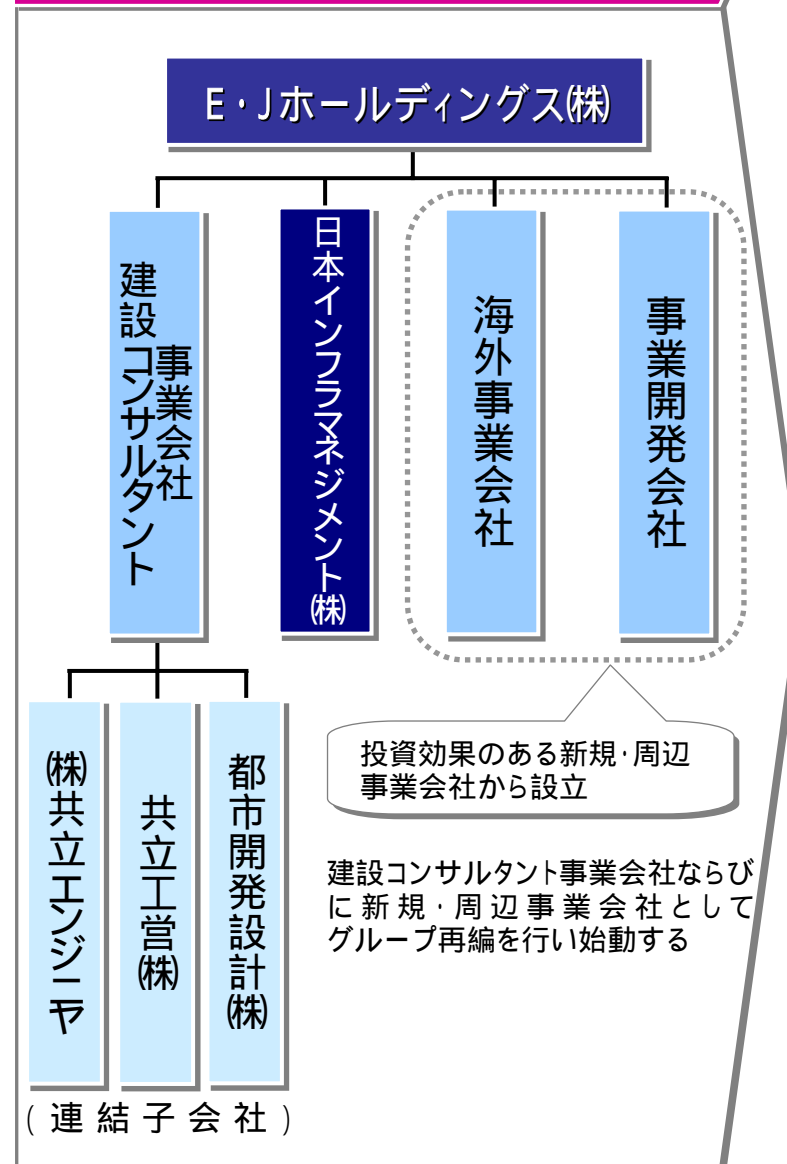 E・Jホールディングス㈱
建設コンサルタント
事業会社
日本インフラマネジメント㈱
海外事業会社
事業開発会社
投資効果のある新規・周辺
事業会社から設立
建設コンサルタント事業会社ならび
に新規・周辺事業会社として
グループ再編を行い始動する
㈱共立エンジニヤ
共立工営㈱
都市開発設計㈱
(連結子会社)